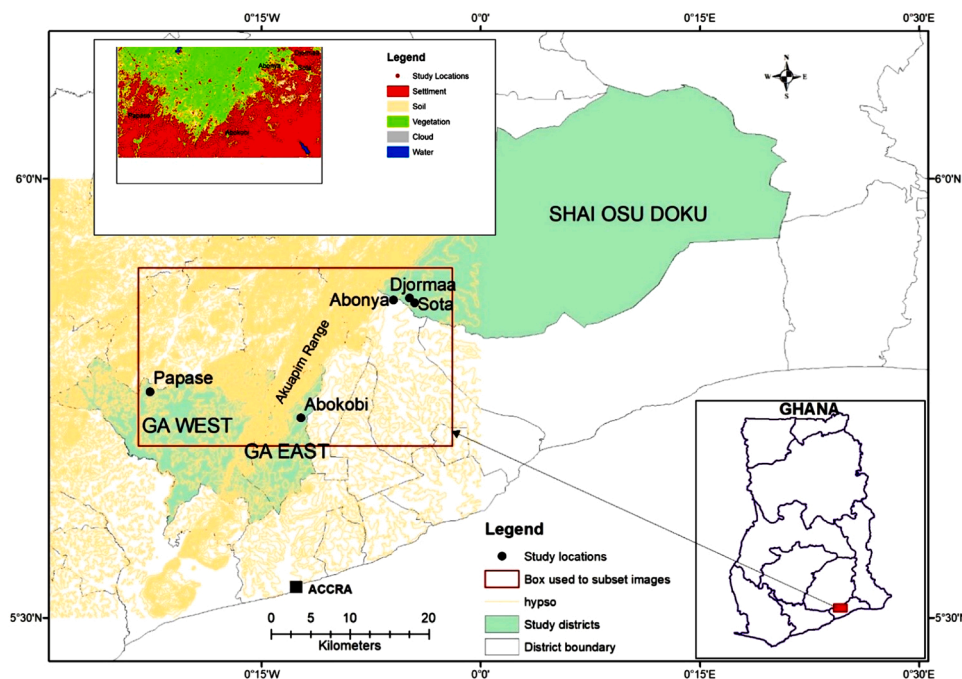 0°15'W
0°0'
0°15'E
0°30'E
6°0'N
5°30'N
Abonya
Sota
Papase
Abokobi
Legend
Study Locations
Settlment
Soil
Vegetation
Cloud
Water
N
W E
S
6°0'N
5°30'N
SHAI OSU DOKU
Djormaa
Abonya
Sota
Akuapim Range
Papase
Abokobi
GA WEST
GA EAST
ACCRA
0 5 10 20
Kilometers
Legend
Study locations
Box used to subset images
hypso
Study districts
District boundary
GHANA
0°15'W
0°0'
0°15'E
0°30'E